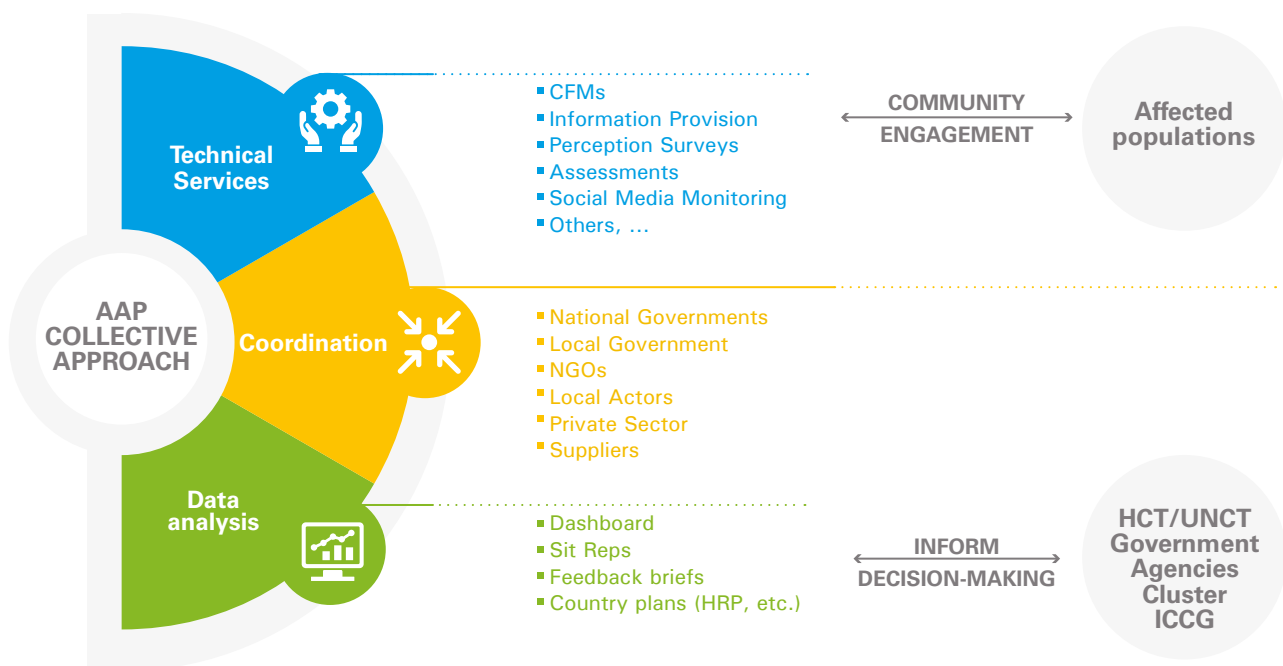 AAP
COLLECTIVE
APPROACH
Technical
Services
CFMs
Information Provision
Perception Surveys
Assessments
Social Media Monitoring
Others, …
COMMUNITY
ENGAGEMENT
Affected
populations
Coordination
National Governments
Local Government
NGOs
Local Actors
Private Sector
Suppliers
Data
analysis
Dashboard
Sit Reps
Feedback briefs
Country plans (HRP, etc.)
INFORM
DECISION-MAKING
HCT/UNCT
Government
Agencies
Cluster
ICCG